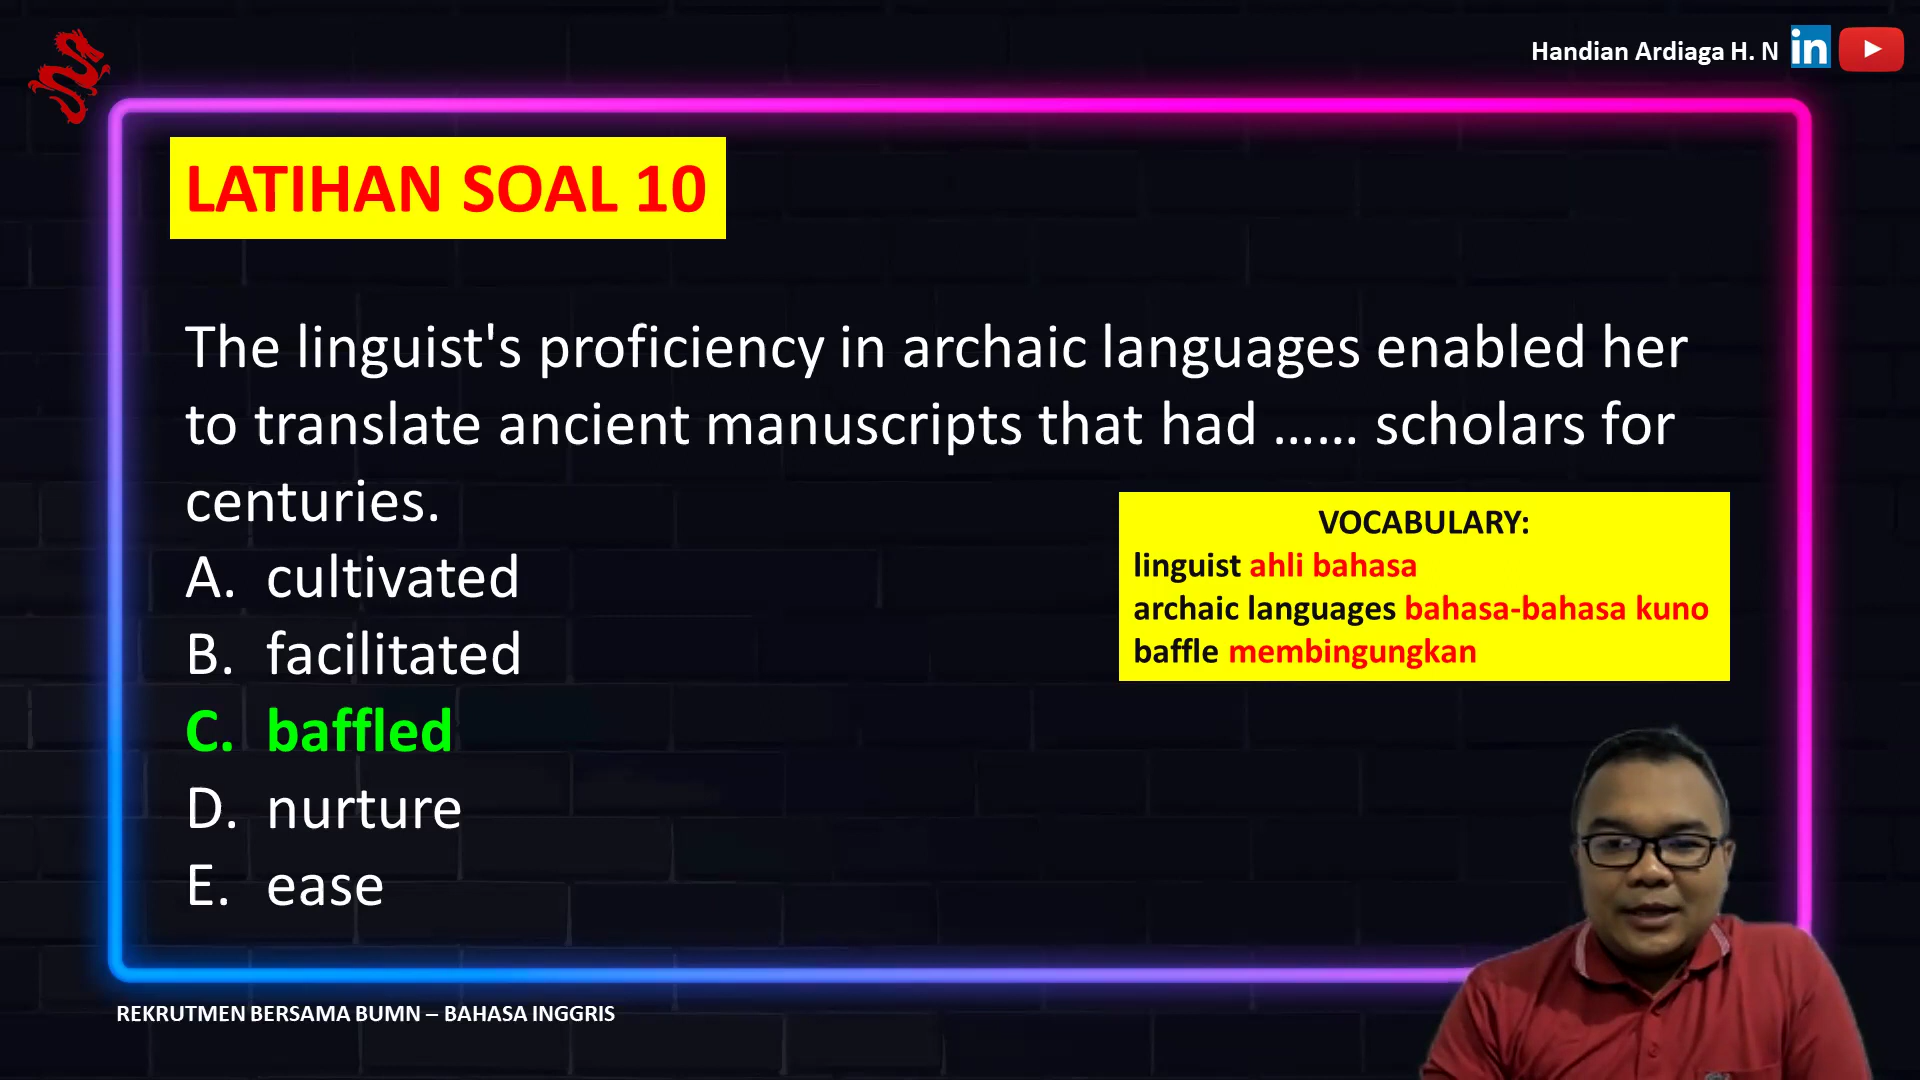 Handian Ardiaga H. N in
LATIHAN SOAL 10
The linguist's proficiency in archaic languages enabled her
to translate ancient manuscripts that had ...... scholars for
centuries.
A. cultivated
B. facilitated
C. baffled
D. nurture
E. ease
VOCABULARY:
linguist ahli bahasa
archaic languages bahasa-bahasa kuno
baffle membingungkan
REKRUTMEN BERSAMA BUMN – BAHASA INGGRIS